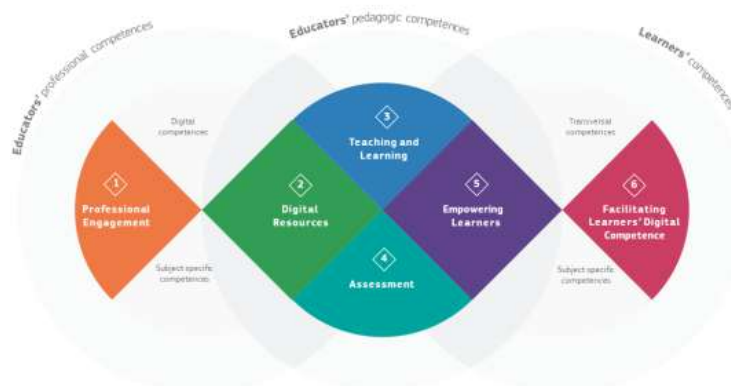 Educators' professional competences
Educators' pedagogic competences
Learners' competences
Digital
competences
Subject specific
competences
Transversal
competences
Subject specific
competences
1
Professional
Engagement
2
Digital
Resources
3
Teaching and
Learning
4
Assessment
5
Empowering
Learners
6
Facilitating
Learners' Digital
Competence